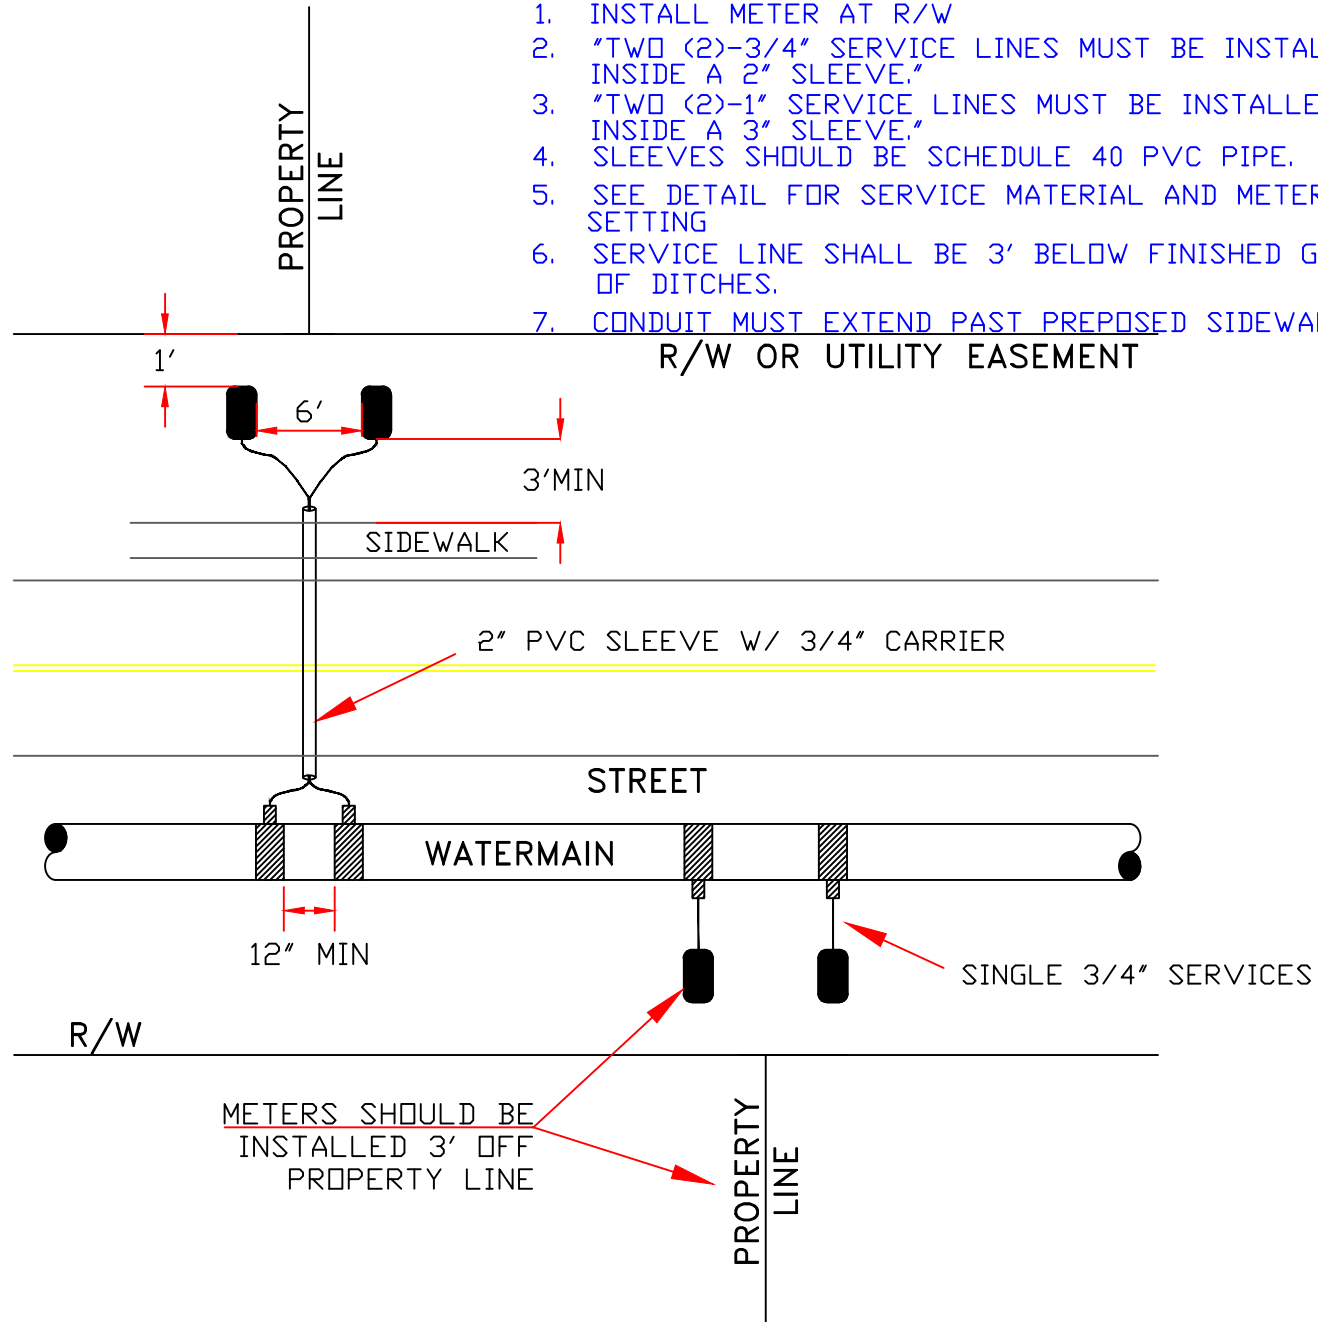 1. INSTALL METER AT R/W
2. "TWO (2)-3/4" SERVICE LINES MUST BE INSTAL
INSIDE A 2" SLEEVE."
3. "TWO (2)-1" SERVICE LINES MUST BE INSTALLE
INSIDE A 3" SLEEVE."
4. SLEEVES SHOULD BE SCHEDULE 40 PVC PIPE.
5. SEE DETAIL FOR SERVICE MATERIAL AND METER
SETTING
6. SERVICE LINE SHALL BE 3' BELOW FINISHED G
OF DITCHES.
7. CONDUIT MUST EXTEND PAST PREPOSED SIDEWAL
PROPERTY
LINE
R/W OR UTILITY EASEMENT
1'
6'
3'MIN
SIDEWALK
2" PVC SLEEVE W/ 3/4" CARRIER
STREET
WATERMAIN
12" MIN
SINGLE 3/4" SERVICES
R/W
METERS SHOULD BE
INSTALLED 3' OFF
PROPERTY LINE
PROPERTY
LINE